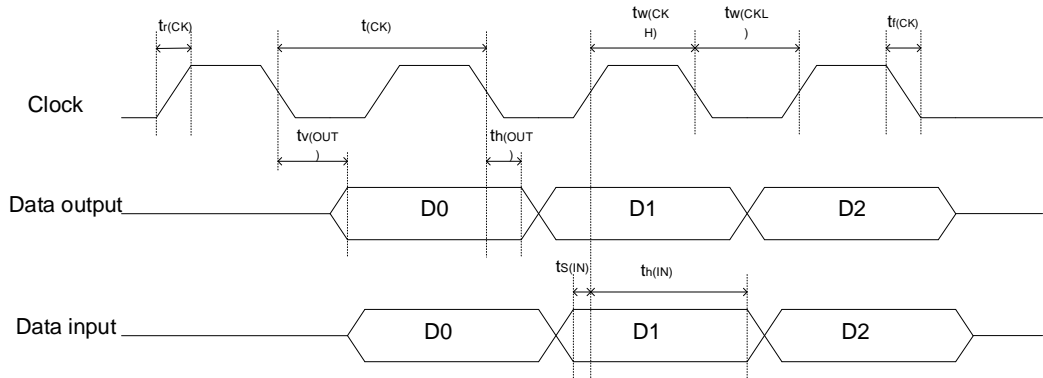 tr(CK)
t(CK)
tw(CK
H)
tw(CKL
)
tf(CK)
Clock
tv(OUT
)
th(OUT
)
Data output
D0
D1
D2
tS(IN)
th(IN)
Data input
D0
D1
D2